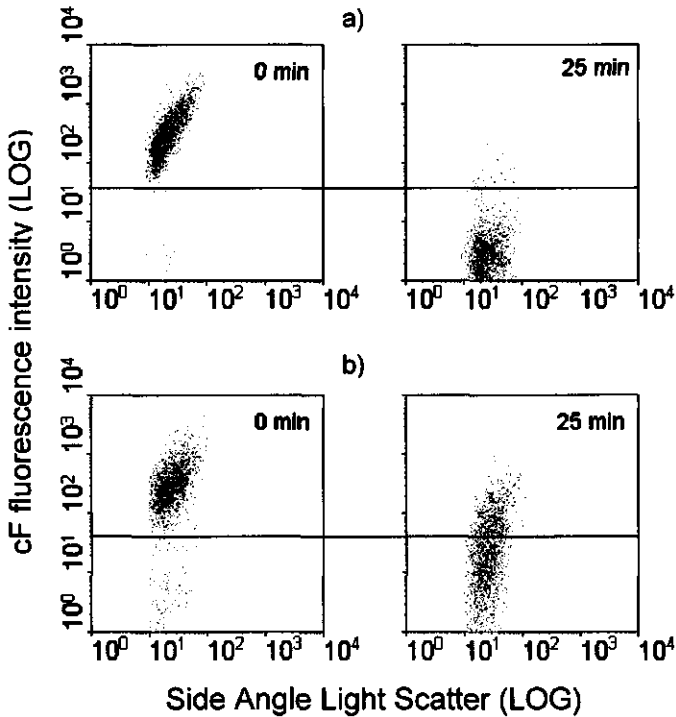 a)
0 min
25 min
10⁴
10³
10²
10¹
10⁰
10⁰ 10¹ 10² 10³ 10⁴
10⁰ 10¹ 10² 10³ 10⁴
cF fluorescence intensity (LOG)
b)
0 min
25 min
10⁴
10³
10²
10¹
10⁰
10⁰ 10¹ 10² 10³ 10⁴
10⁰ 10¹ 10² 10³ 10⁴
Side Angle Light Scatter (LOG)